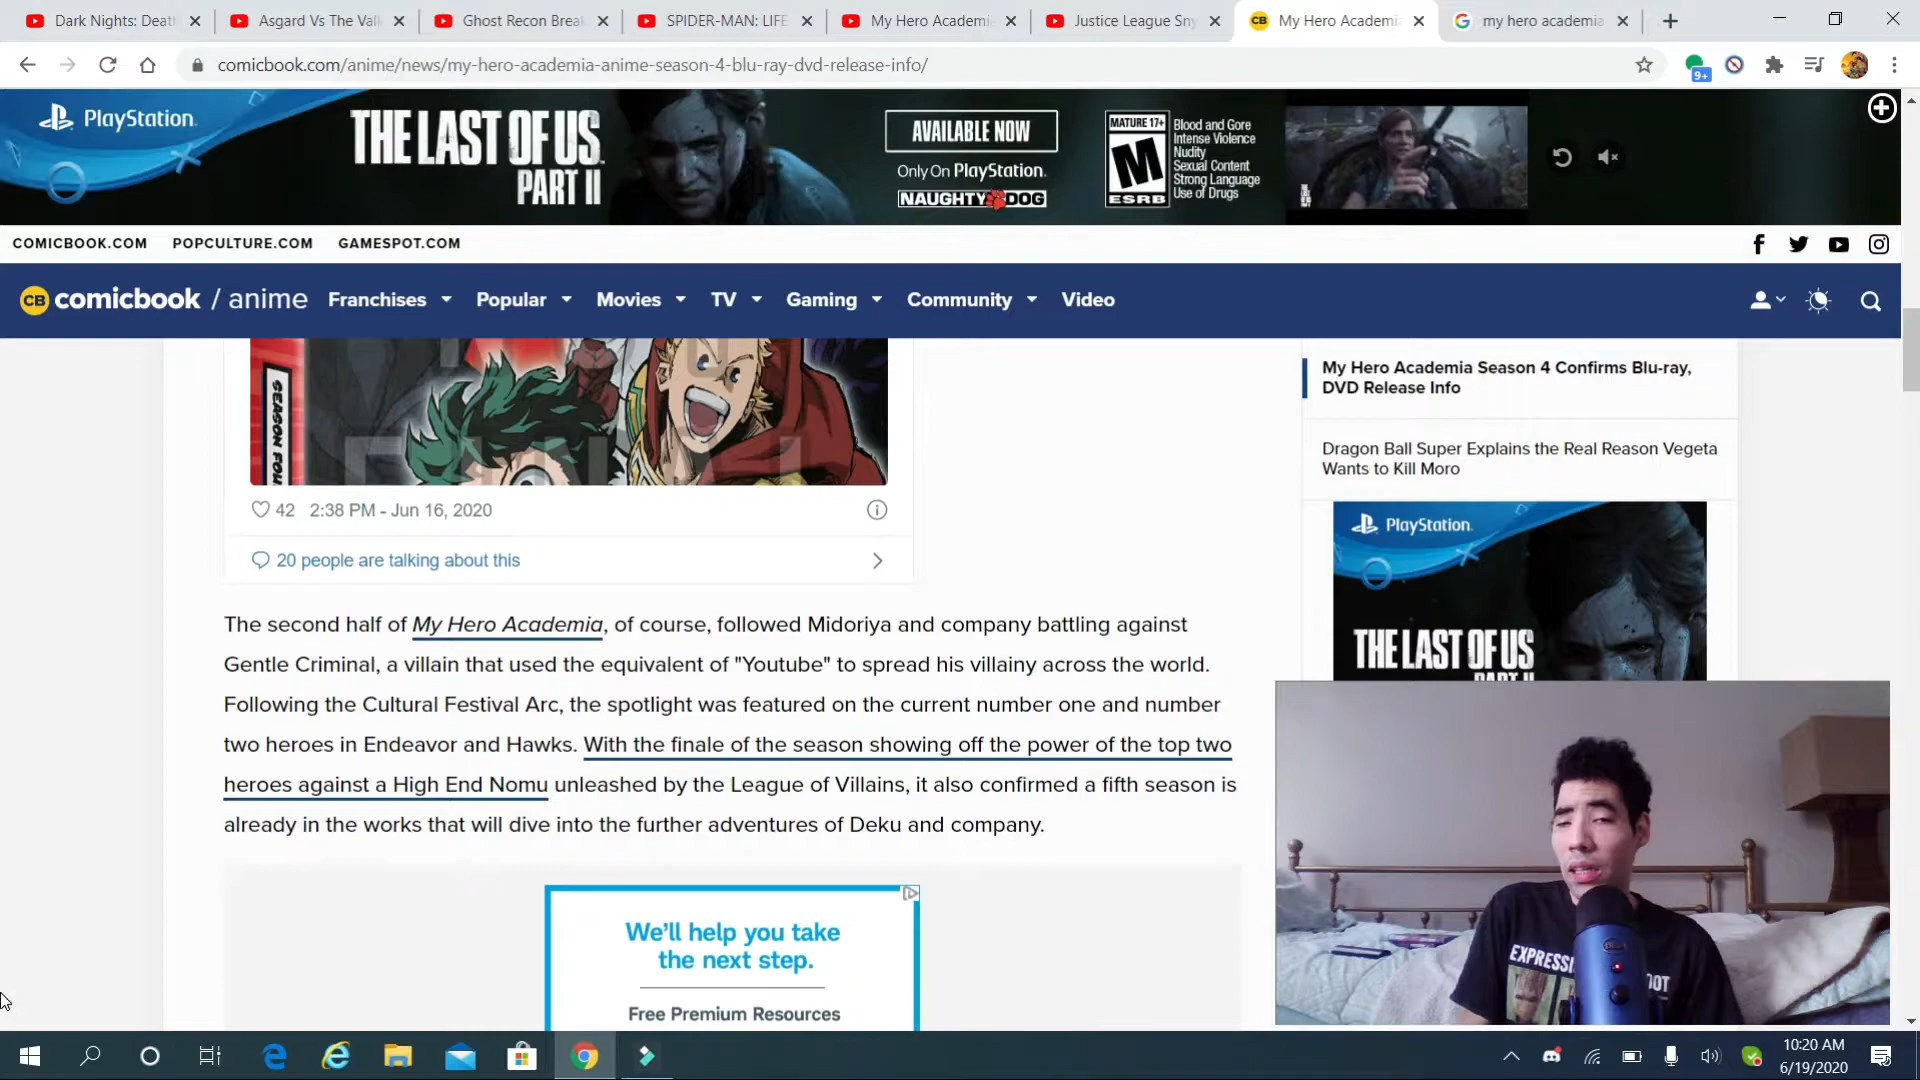 Dark Nights: Deat
Asgard Vs The Val
Ghost Recon Brea
SPIDER-MAN: LIFE
My Hero Academi
Justice League Sny
CB My Hero Academi
my hero academia
comicbook.com/anime/news/my-hero-academia-anime-season-4-blu-ray-dvd-release-info/
9+
PlayStation.
THE LAST OF US
PART II
AVAILABLE NOW
Only On PlayStation.
NAUGHTY DOG
MATURE 17+
M
ESRB
Blood and Gore
Intense Violence
Nudity
Sexual Content
Strong Language
Use of Drugs
COMICBOOK.COM POPCULTURE.COM GAMESPOT.COM
CB comicbook / anime Franchises Popular Movies TV Gaming Community Video
SEASON FOU
42 2:38 PM - Jun 16, 2020
20 people are talking about this
The second half of My Hero Academia, of course, followed Midoriya and company battling against
Gentle Criminal, a villain that used the equivalent of "Youtube" to spread his villainy across the world.
Following the Cultural Festival Arc, the spotlight was featured on the current number one and number
two heroes in Endeavor and Hawks. With the finale of the season showing off the power of the top two
heroes against a High End Nomu unleashed by the League of Villains, it also confirmed a fifth season is
already in the works that will dive into the further adventures of Deku and company.
We'll help you take
the next step.
Free Premium Resources
My Hero Academia Season 4 Confirms Blu-ray,
DVD Release Info
Dragon Ball Super Explains the Real Reason Vegeta
Wants to Kill Moro
PlayStation.
THE LAST OF US
PART II
10:20 AM
6/19/2020